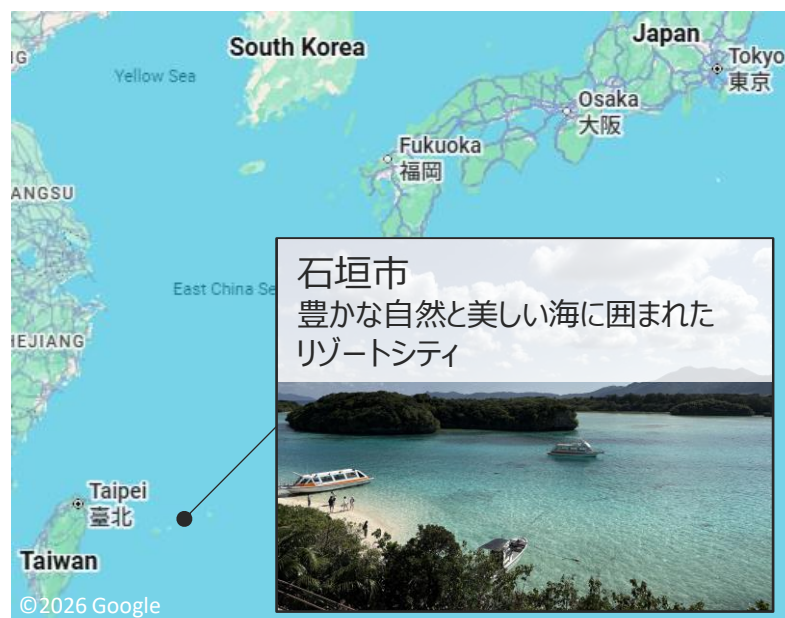 South Korea
Japan
Yellow Sea
Tokyo
東京
Osaka
大阪
Fukuoka
福岡
ANGSU
East China Se
石垣市
豊かな自然と美しい海に囲まれた
リゾートシティ
HEJIANG
Taipei
臺北
Taiwan
©2026 Google